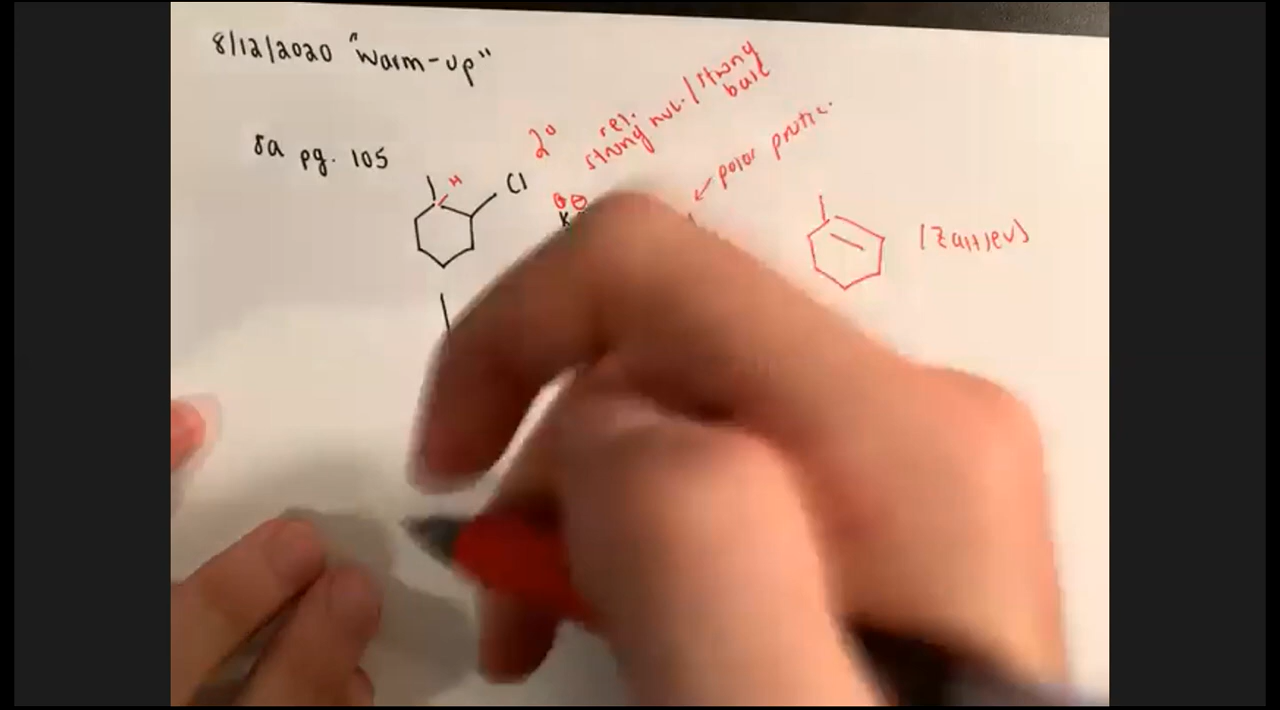 8/12/2020 "Warm-up"
8a pg. 105
2°
rel.
strong nuc. / strong
base
polar protic.
H
Cl
⊕ ⊖
K
(Zaitsev)